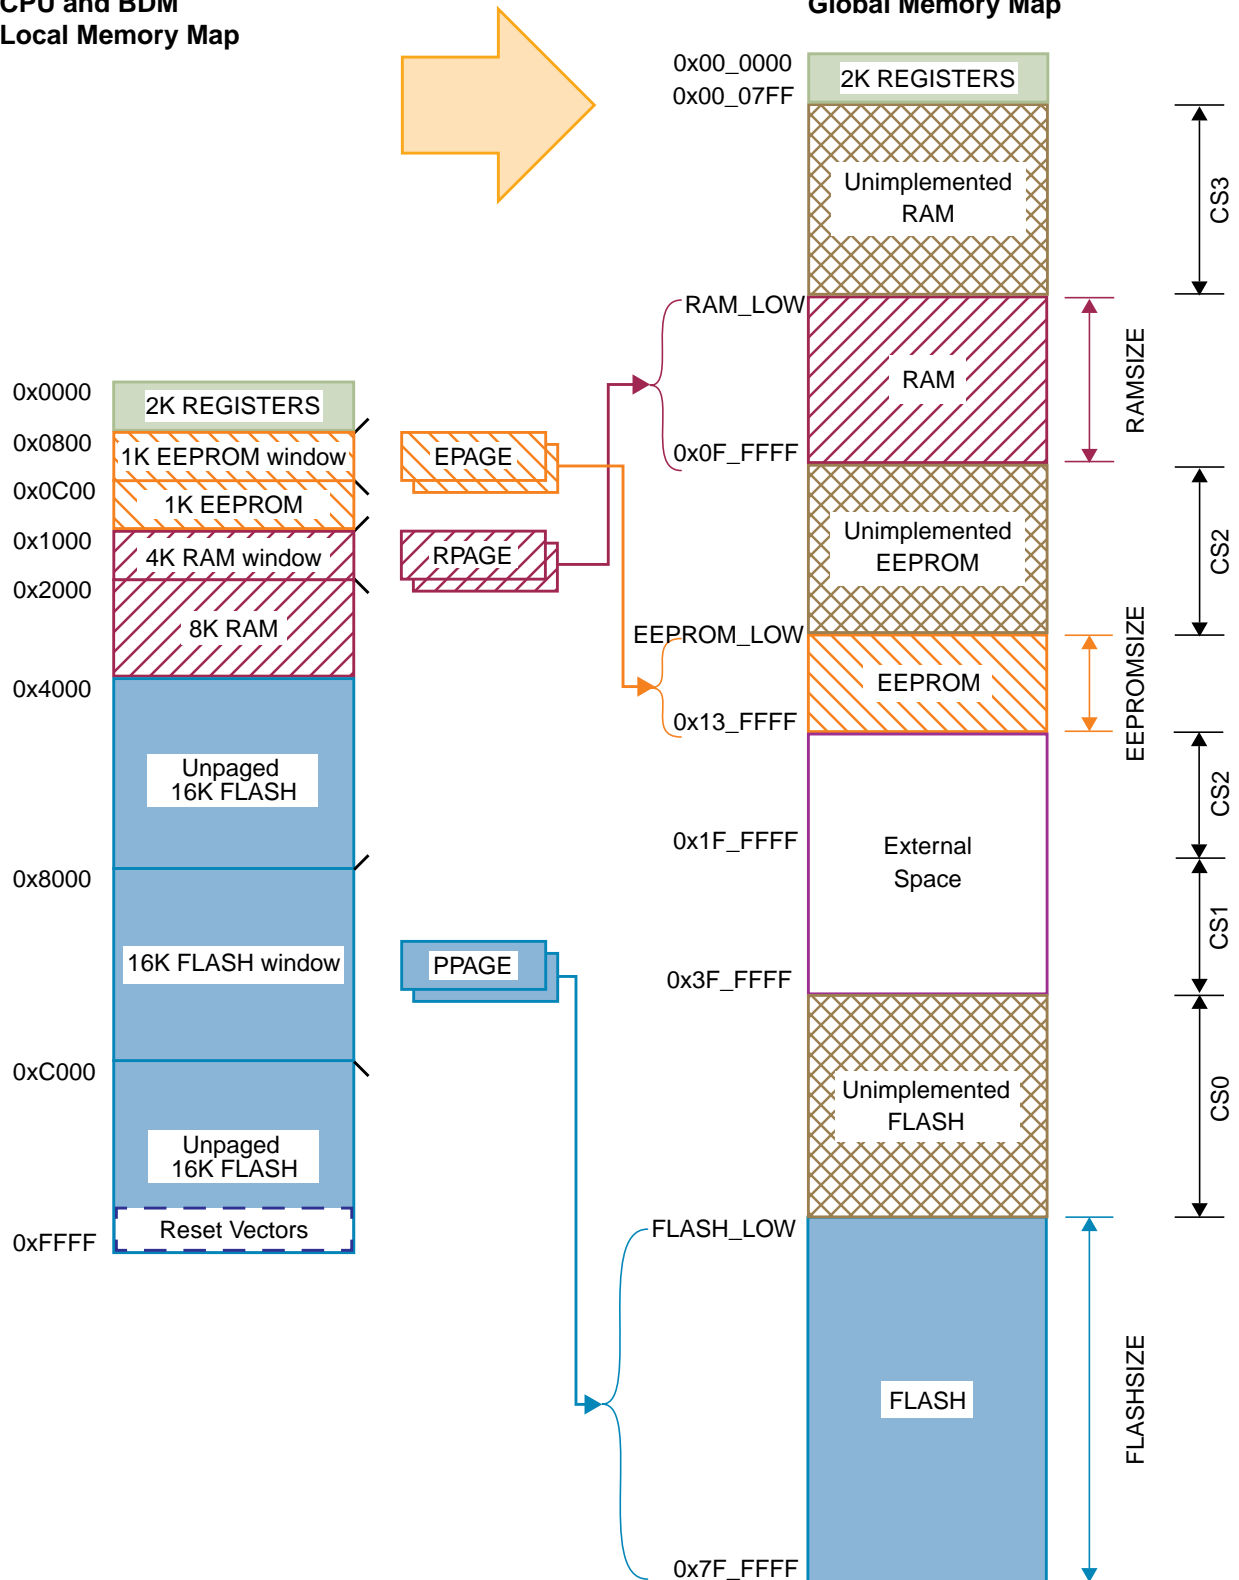 CPU and BDM
Local Memory Map
Global Memory Map
0x00_0000
2K REGISTERS
0x00_07FF
Unimplemented
RAM
CS3
RAM_LOW
RAM
RAMSIZE
0x0F_FFFF
Unimplemented
EEPROM
CS2
EEPROM_LOW
EEPROM
EEPROMSIZE
0x13_FFFF
CS2
0x1F_FFFF
External
Space
CS1
0x3F_FFFF
Unimplemented
FLASH
CS0
FLASH_LOW
FLASH
FLASHSIZE
0x7F_FFFF
0x0000
2K REGISTERS
0x0800
1K EEPROM window
EPAGE
0x0C00
1K EEPROM
0x1000
4K RAM window
RPAGE
0x2000
8K RAM
0x4000
Unpaged
16K FLASH
0x8000
16K FLASH window
PPAGE
0xC000
Unpaged
16K FLASH
Reset Vectors
0xFFFF